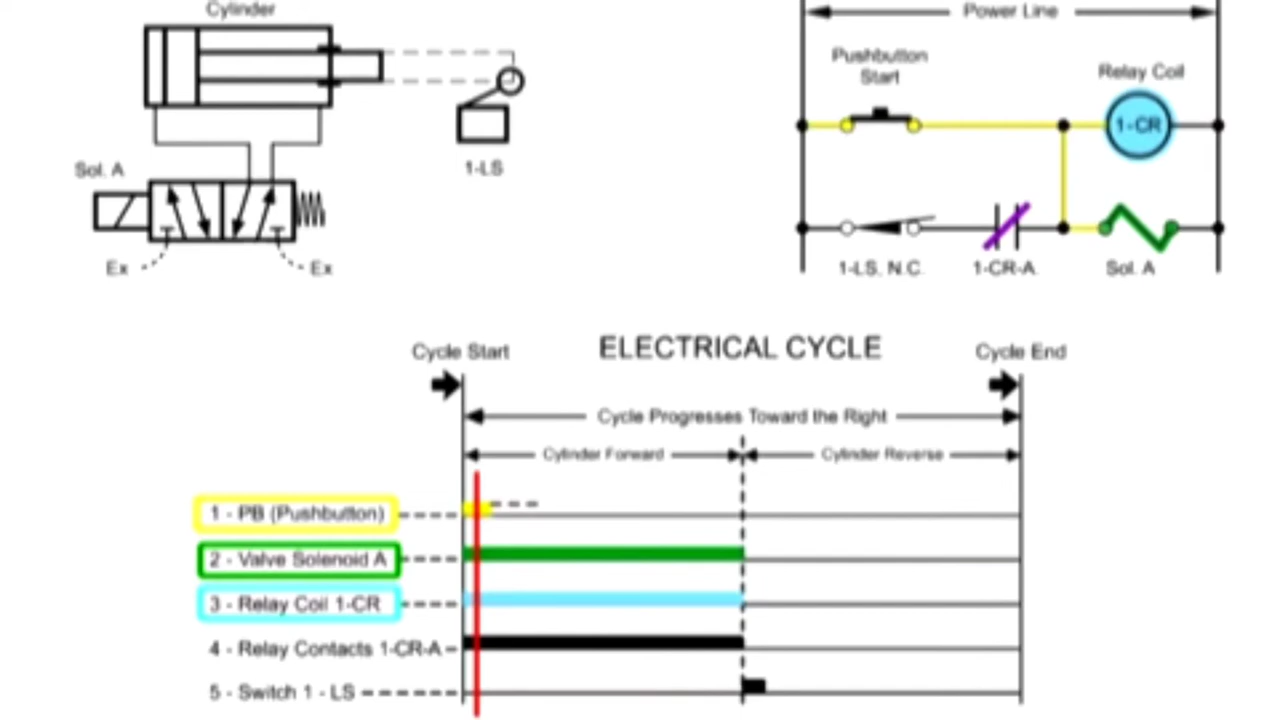 Cylinder
1-LS
Sol. A
Ex
Ex
Power Line
Pushbutton
Start
Relay Coil
1-CR
1-LS, N.C.
1-CR-A
Sol. A
ELECTRICAL CYCLE
Cycle Start
Cycle End
Cycle Progresses Toward the Right
Cylinder Forward
Cylinder Reverse
1 - PB (Pushbutton)
2 - Valve Solenoid A
3 - Relay Coil 1-CR
4 - Relay Contacts 1-CR-A
5 - Switch 1 - LS